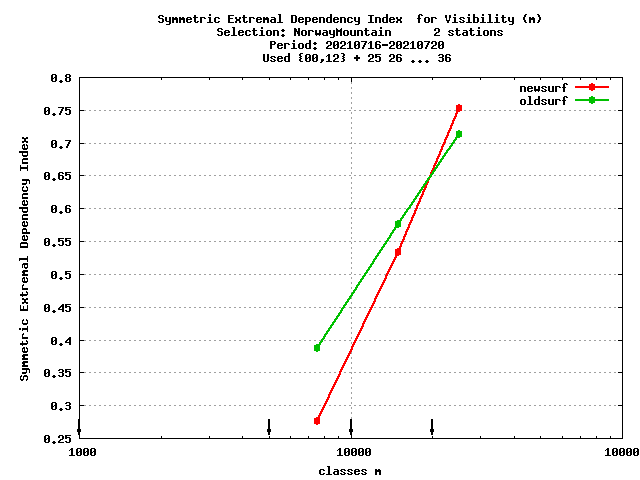 Symmetric Extremal Dependency Index  for Visibility (m)
Selection: NorwayMountain      2 stations
Period: 20210716-20210720
Used {00,12} + 25 26 ... 36
newsurf
oldsurf
0.8
0.75
0.7
0.65
0.6
0.55
0.5
0.45
0.4
0.35
0.3
0.25
Symmetric Extremal Dependency Index
1000
10000
10000
classes m